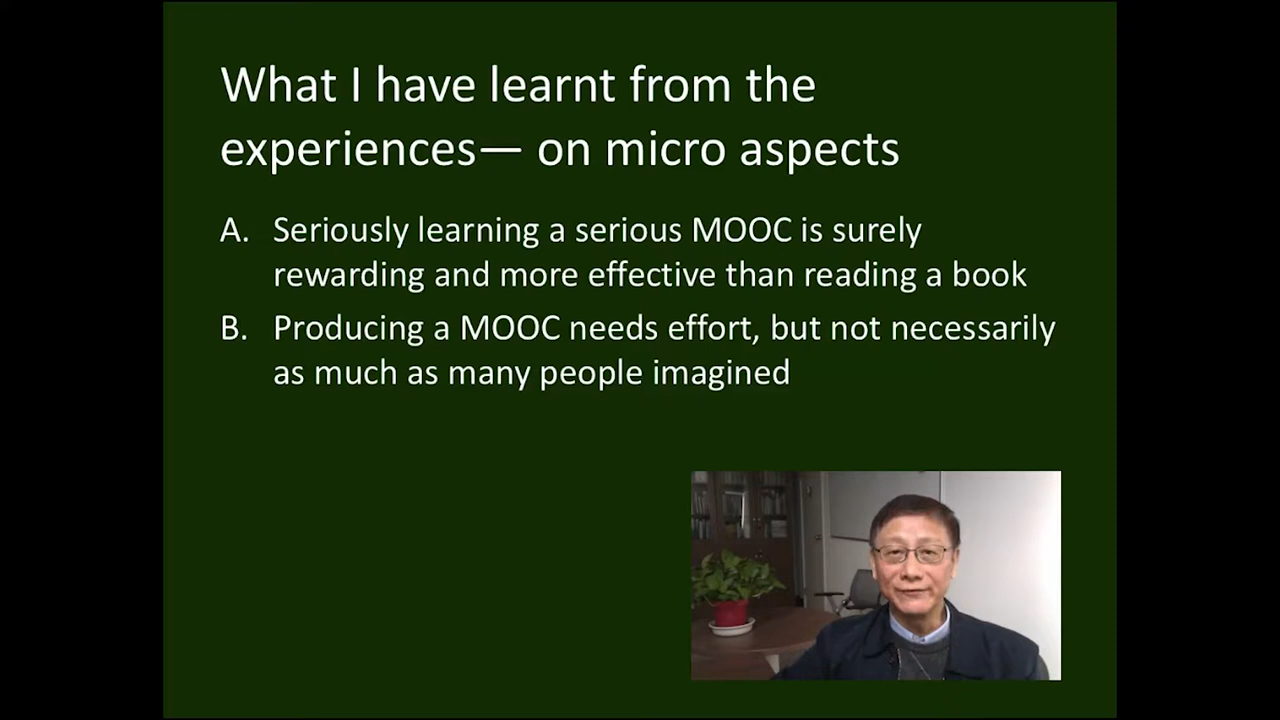 What I have learnt from the
experiences— on micro aspects
A. Seriously learning a serious MOOC is surely
rewarding and more effective than reading a book
B. Producing a MOOC needs effort, but not necessarily
as much as many people imagined